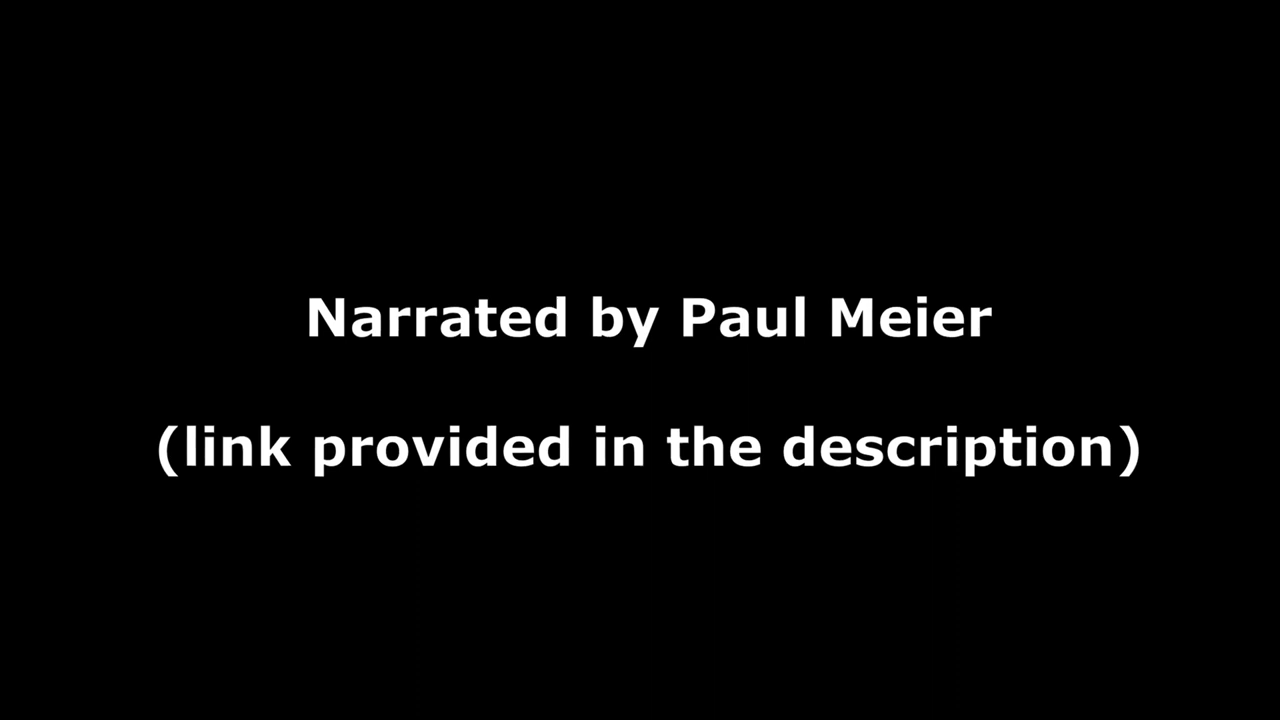 Narrated by Paul Meier
(link provided in the description)